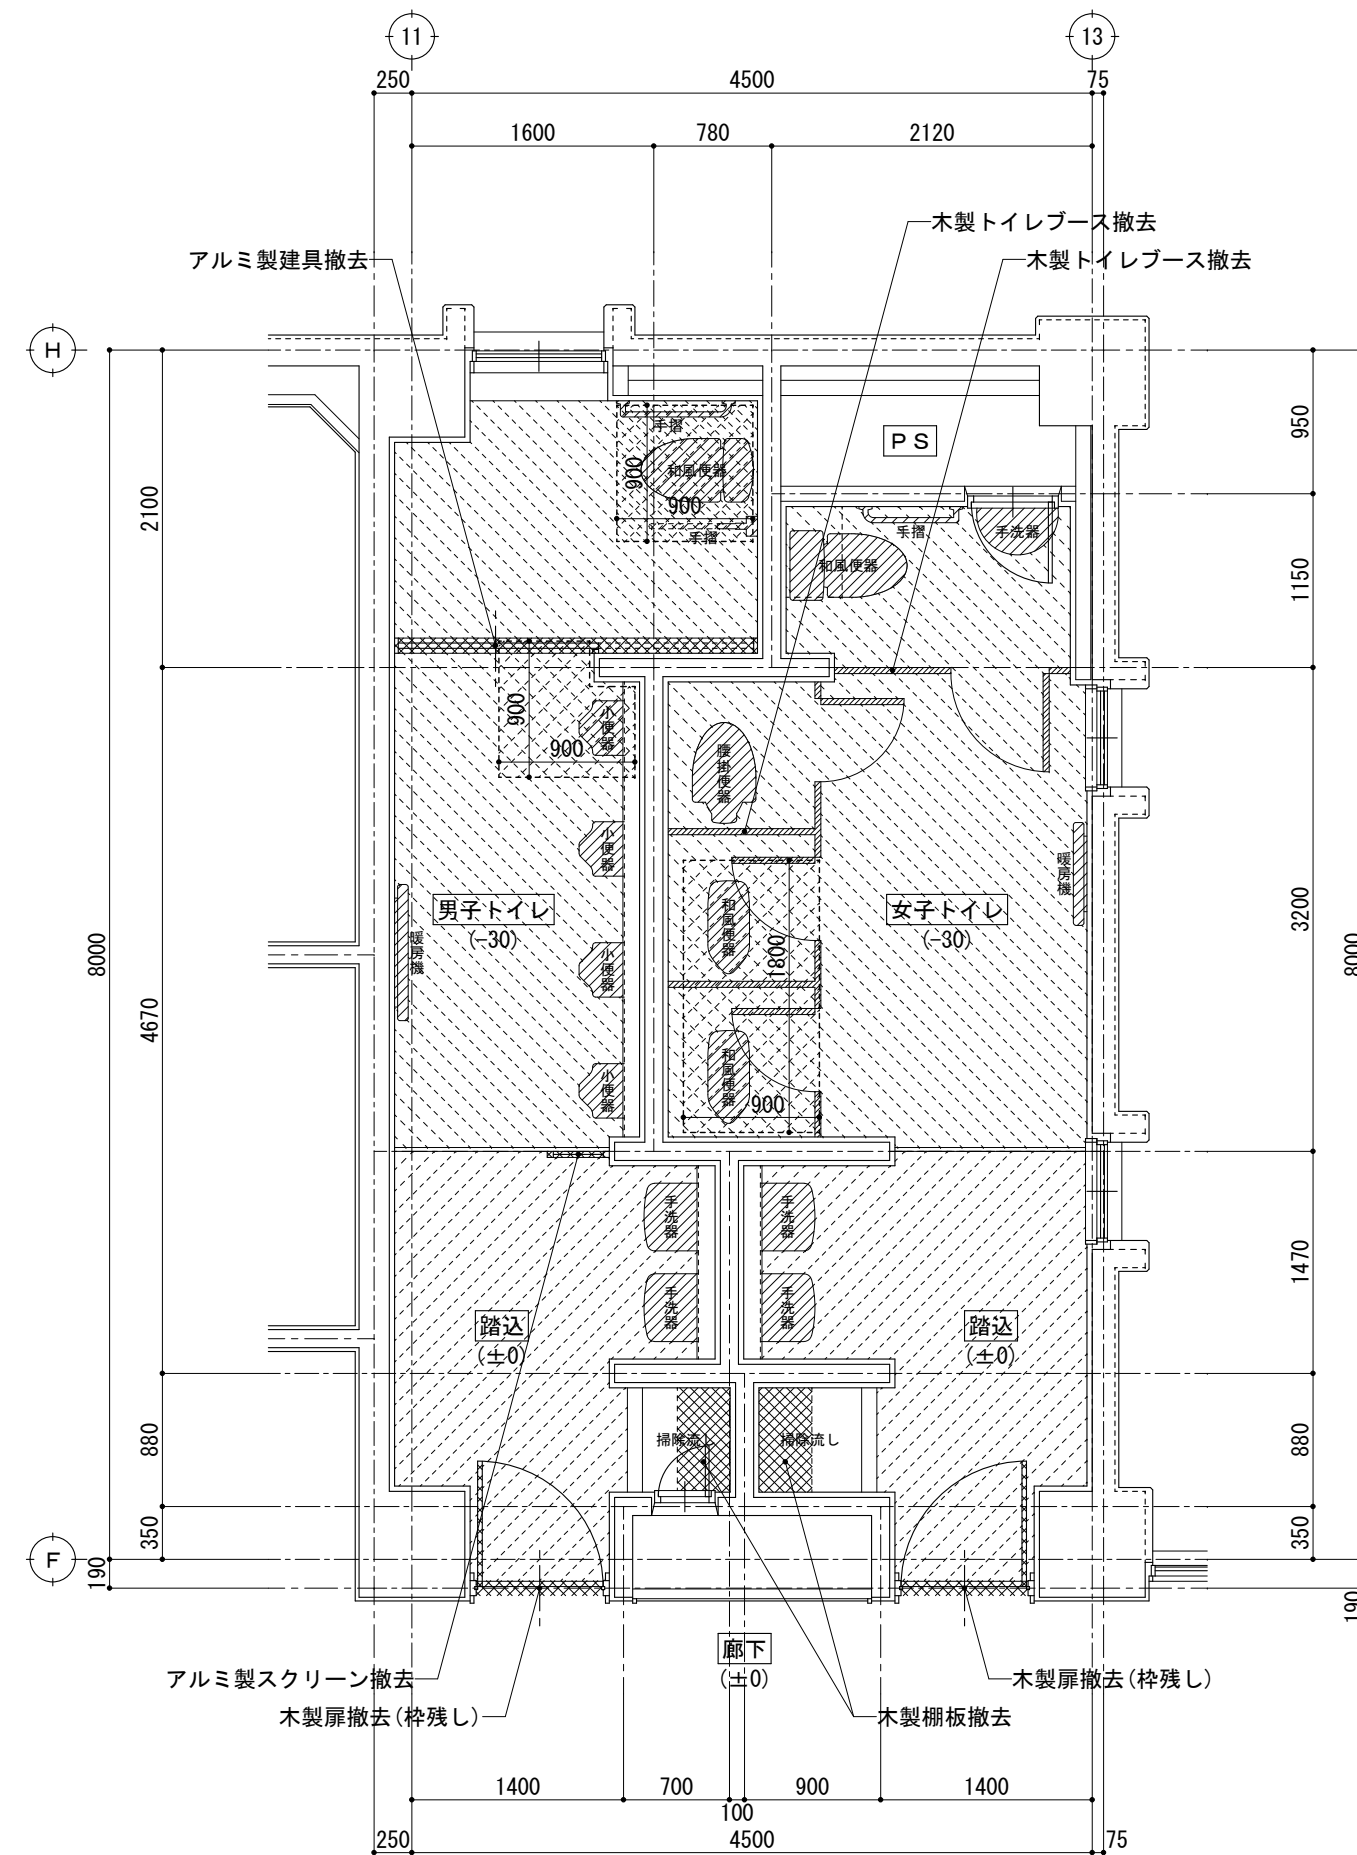 11
13
250
4500
75
1600
780
2120
木製トイレブース撤去
アルミ製建具撤去
木製トイレブース撤去
H
手摺
和風便器
900
900
手摺
PS
手摺
手洗器
和風便器
950
2100
1150
900
900
小便器
腰掛便器
小便器
暖房機
男子トイレ
(-30)
和風便器
女子トイレ
(-30)
暖房機
小便器
1800
3200
8000
8000
4670
和風便器
900
小便器
手洗器
手洗器
1470
手洗器
手洗器
踏込
(±0)
踏込
(±0)
掃除流し
掃除流し
880
880
350
350
F
190
190
廊下
(±0)
アルミ製スクリーン撤去
木製扉撤去(枠残し)
木製扉撤去(枠残し)
木製棚板撤去
1400
700
100
900
1400
250
4500
75